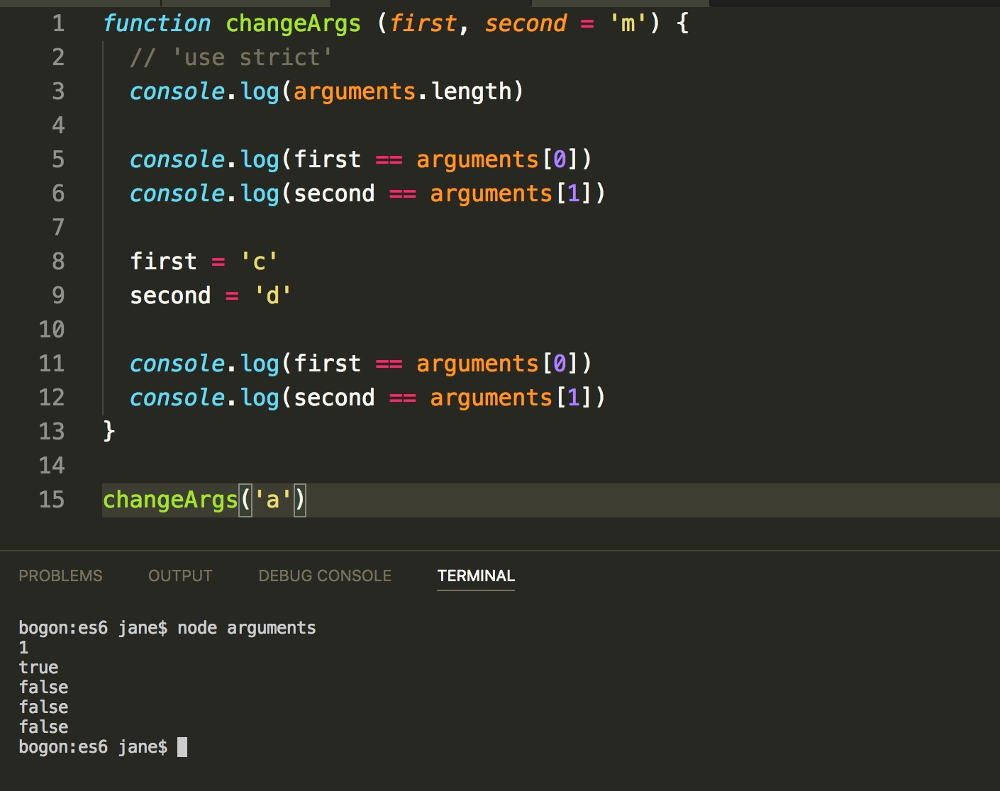 1 function changeArgs (first, second = 'm') {
2 // 'use strict'
3 console.log(arguments.length)
4
5 console.log(first == arguments[0])
6 console.log(second == arguments[1])
7
8 first = 'c'
9 second = 'd'
10
11 console.log(first == arguments[0])
12 console.log(second == arguments[1])
13 }
14
15 changeArgs('a')
PROBLEMS OUTPUT DEBUG CONSOLE TERMINAL
bogon:es6 jane$ node arguments
1
true
false
false
false
bogon:es6 jane$